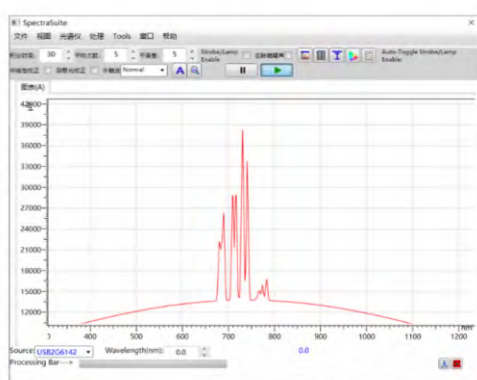 SpectraSuite
文件 视图 光谱仪 处理 Tools 窗口 帮助
积分时间: 30 平均次数: 5 平滑度: 5 Strobe/Lamp Enable Auto-Toggle Strobe/Lamp Enable
Normal A
图表(A)
42000
39000
36000
33000
30000
27000
24000
21000
18000
15000
12000
400 500 600 700 800 900 1000 1100 1200
nm
Source: USB2G6142 Wavelength(nm): 0.0 0.0
Processing Bar--->